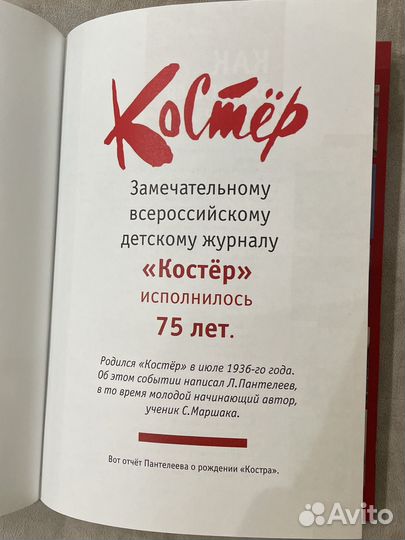 Костёр
Замечательному
всероссийскому
детскому журналу
«Костёр»
исполнилось
75 лет.
Родился «Костёр» в июле 1936-го года.
Об этом событии написал Л.Пантелеев,
в то время молодой начинающий автор,
ученик С.Маршака.
Вот отчёт Пантелеева о рождении «Костра».
Avito